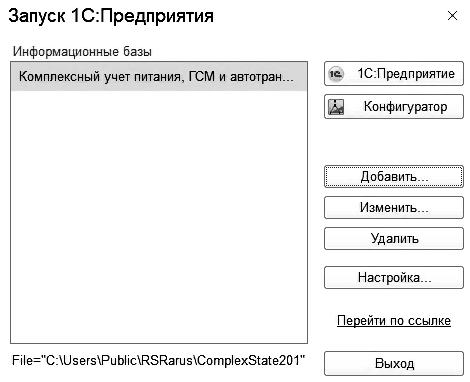 Запуск 1С:Предприятия
Информационные базы
Комплексный учет питания, ГСМ и автотран...
1С:Предприятие
Конфигуратор
Добавить...
Изменить...
Удалить
Настройка...
Перейти по ссылке
File="C:\Users\Public\RSRarus\ComplexState201"
Выход